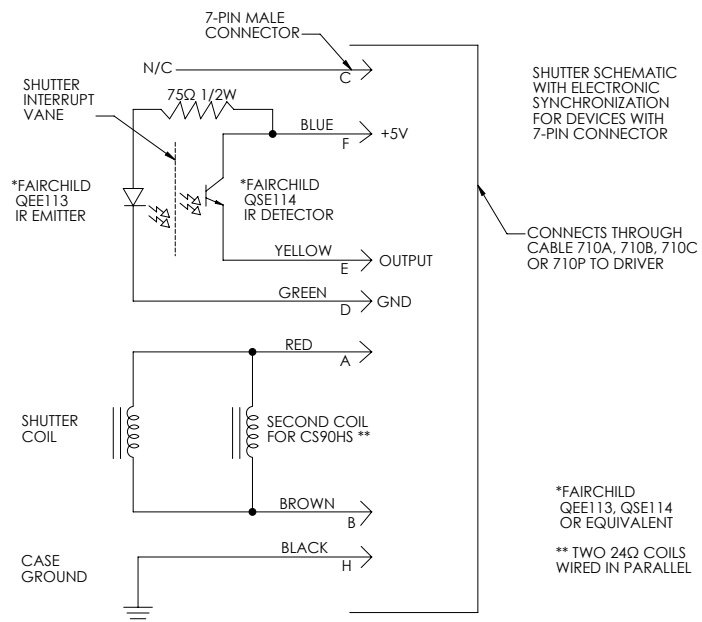 7-PIN MALE
CONNECTOR
N/C
C
SHUTTER
INTERRUPT
VANE
75Ω 1/2W
BLUE
F
+5V
*FAIRCHILD
QEE113
IR EMITTER
*FAIRCHILD
QSE114
IR DETECTOR
YELLOW
E
OUTPUT
GREEN
D
GND
SHUTTER SCHEMATIC
WITH ELECTRONIC
SYNCHRONIZATION
FOR DEVICES WITH
7-PIN CONNECTOR
CONNECTS THROUGH
CABLE 710A, 710B, 710C
OR 710P TO DRIVER
RED
A
SHUTTER
COIL
SECOND COIL
FOR CS90HS **
BROWN
B
BLACK
H
CASE
GROUND
*FAIRCHILD
QEE113, QSE114
OR EQUIVALENT
** TWO 24Ω COILS
WIRED IN PARALLEL